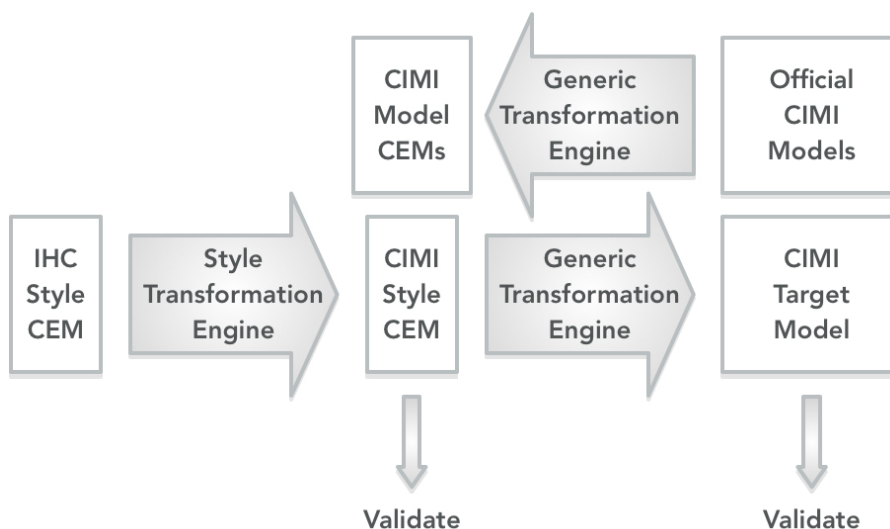 CIMI
Model
CEMs
Generic
Transformation
Engine
Official
CIMI
Models
IHC
Style
CEM
Style
Transformation
Engine
CIMI
Style
CEM
Generic
Transformation
Engine
CIMI
Target
Model
Validate
Validate